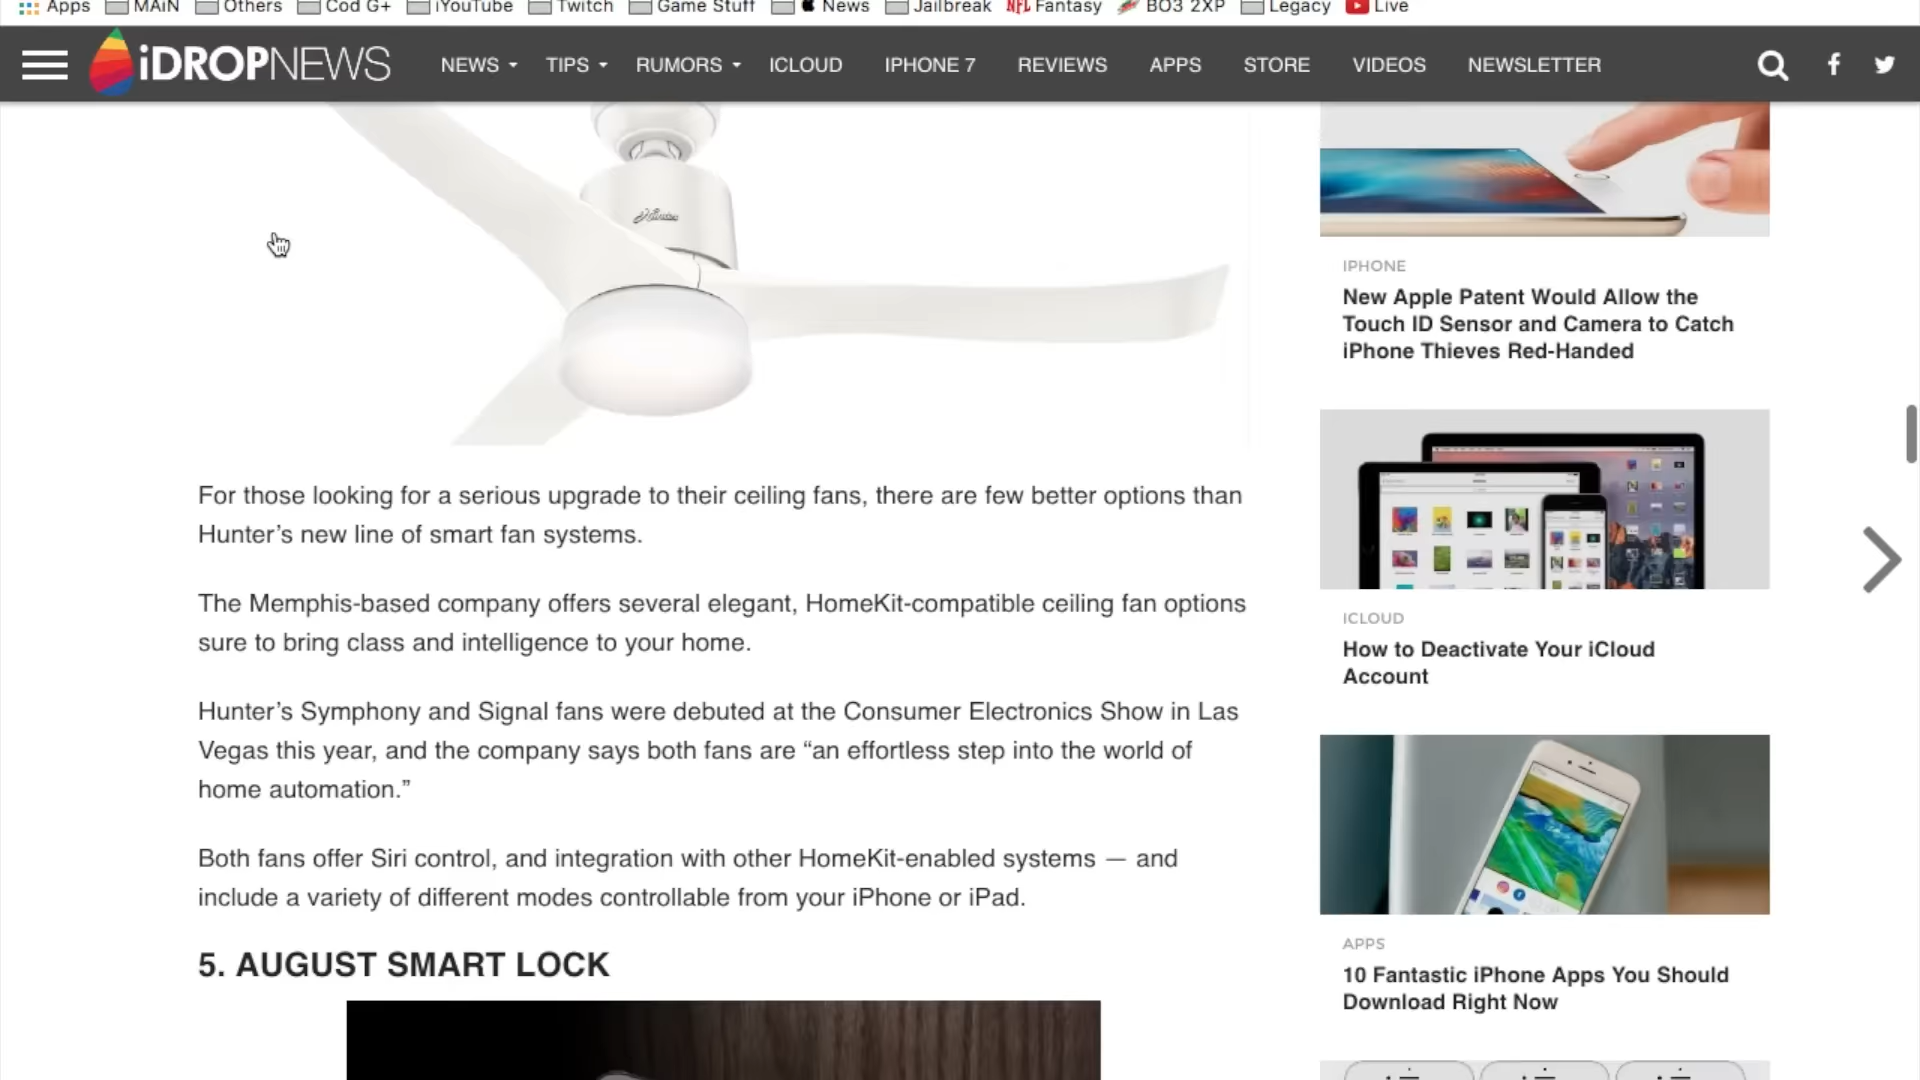 Apps MAiN Others Cod G+ iYouTube Twitch Game Stuff News Jailbreak NFL Fantasy BO3 2XP Legacy Live
iDROPNEWS NEWS TIPS RUMORS ICLOUD IPHONE 7 REVIEWS APPS STORE VIDEOS NEWSLETTER
Hunter
For those looking for a serious upgrade to their ceiling fans, there are few better options than
Hunter’s new line of smart fan systems.
The Memphis-based company offers several elegant, HomeKit-compatible ceiling fan options
sure to bring class and intelligence to your home.
Hunter’s Symphony and Signal fans were debuted at the Consumer Electronics Show in Las
Vegas this year, and the company says both fans are “an effortless step into the world of
home automation.”
Both fans offer Siri control, and integration with other HomeKit-enabled systems — and
include a variety of different modes controllable from your iPhone or iPad.
5. AUGUST SMART LOCK
IPHONE
New Apple Patent Would Allow the
Touch ID Sensor and Camera to Catch
iPhone Thieves Red-Handed
ICLOUD
How to Deactivate Your iCloud
Account
APPS
10 Fantastic iPhone Apps You Should
Download Right Now